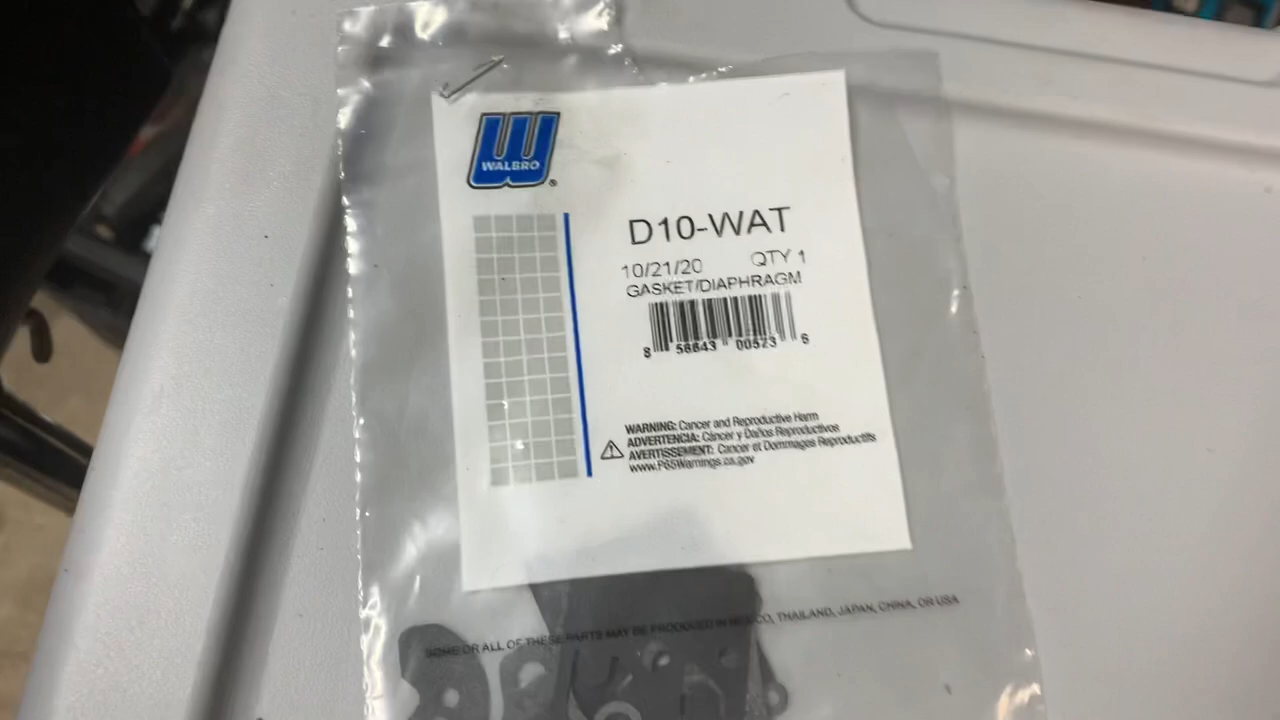 WALBRO
D10-WAT
10/21/20 QTY 1
GASKET/DIAPHRAGM
8 56643 00523 6
WARNING: Cancer and Reproductive Harm
ADVERTENCIA: Cáncer y Daños Reproductivos
AVERTISSEMENT: Cancer et Dommages Reproductifs
www.P65Warnings.ca.gov
SOME OR ALL OF THESE PARTS MAY BE PRODUCED IN MEXICO, THAILAND, JAPAN, CHINA, OR USA